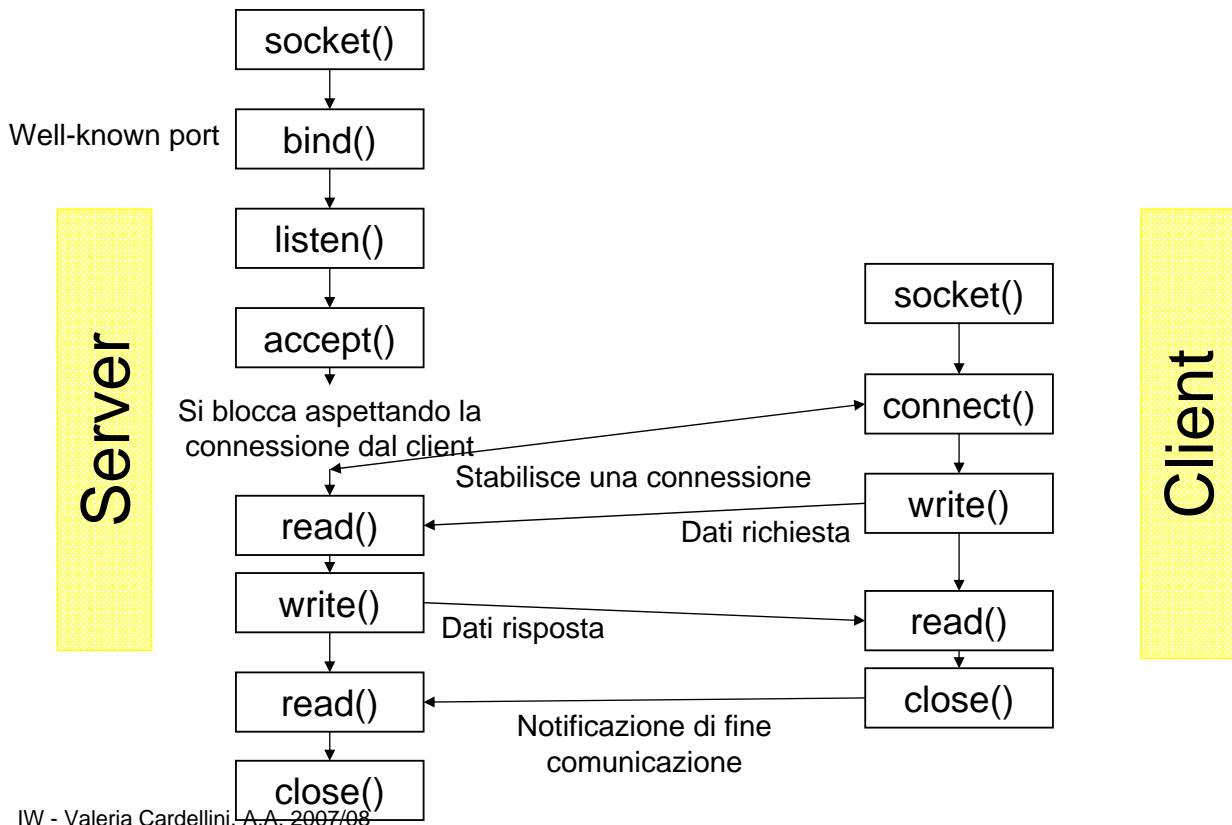 socket()
Well-known port
bind()
listen()
accept()
Si blocca aspettando la
connessione dal client
read()
write()
read()
close()
Server
socket()
connect()
Stabilisce una connessione
write()
Dati richiesta
Dati risposta
read()
close()
Notificazione di fine
comunicazione
Client
IW - Valeria Cardellini, A.A. 2007/08